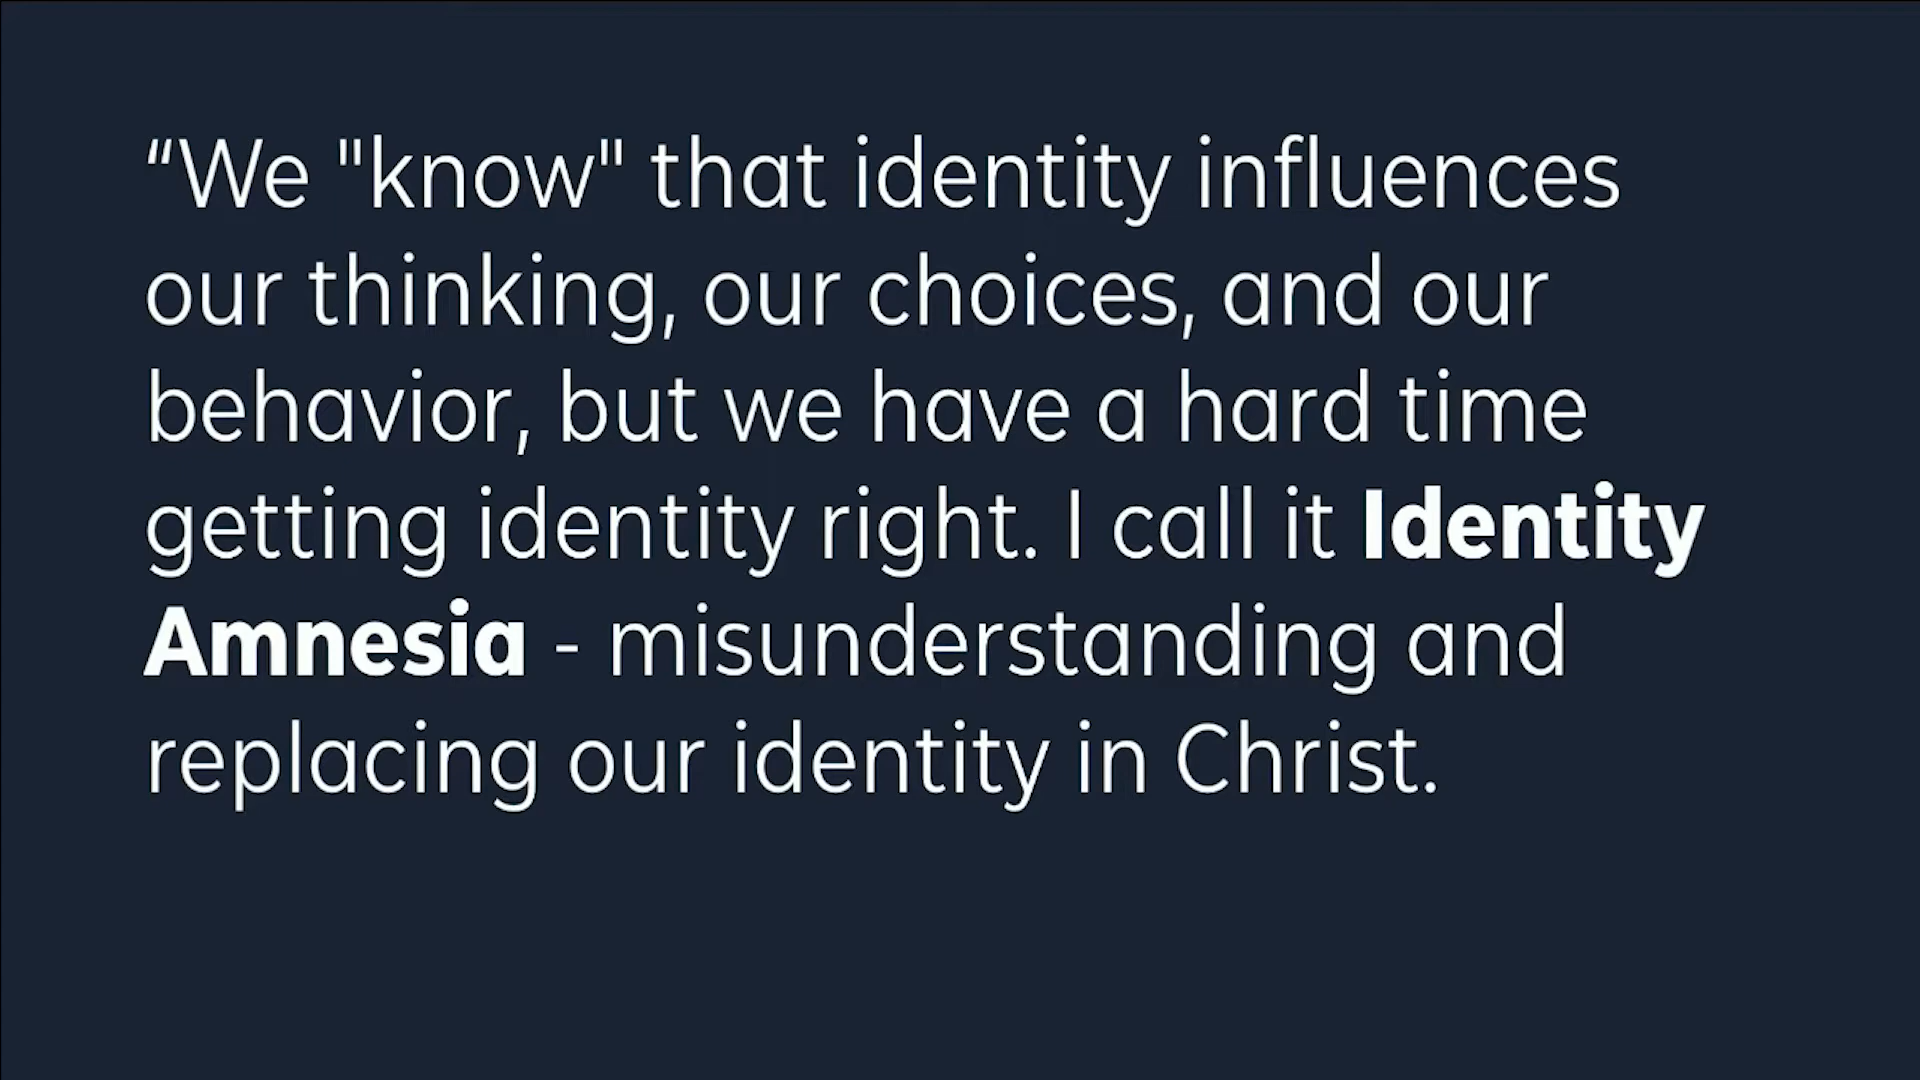 “We "know" that identity influences
our thinking, our choices, and our
behavior, but we have a hard time
getting identity right. I call it Identity
Amnesia - misunderstanding and
replacing our identity in Christ.